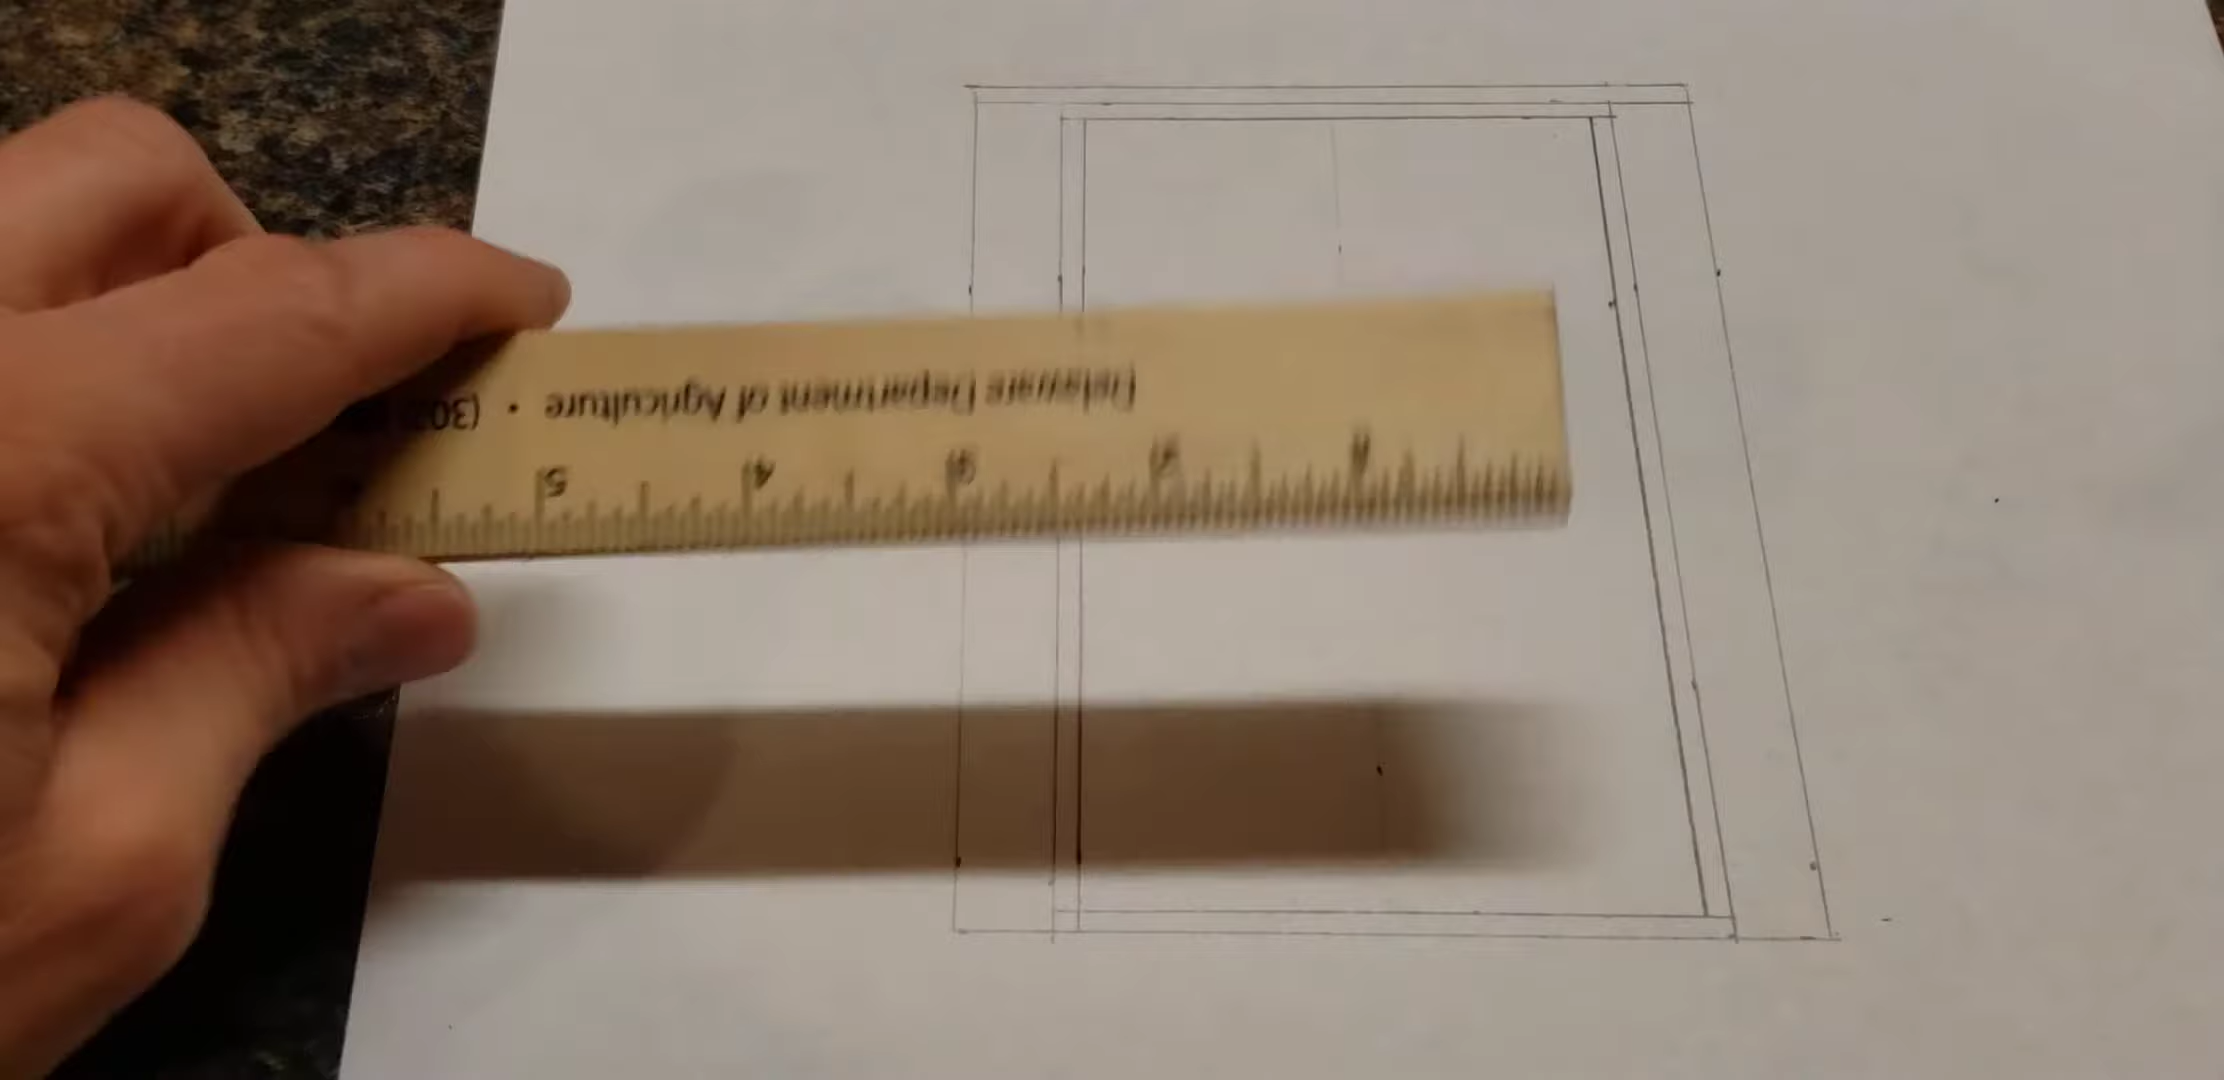 Delaware Department of Agriculture • (30
1 2 3 4 5